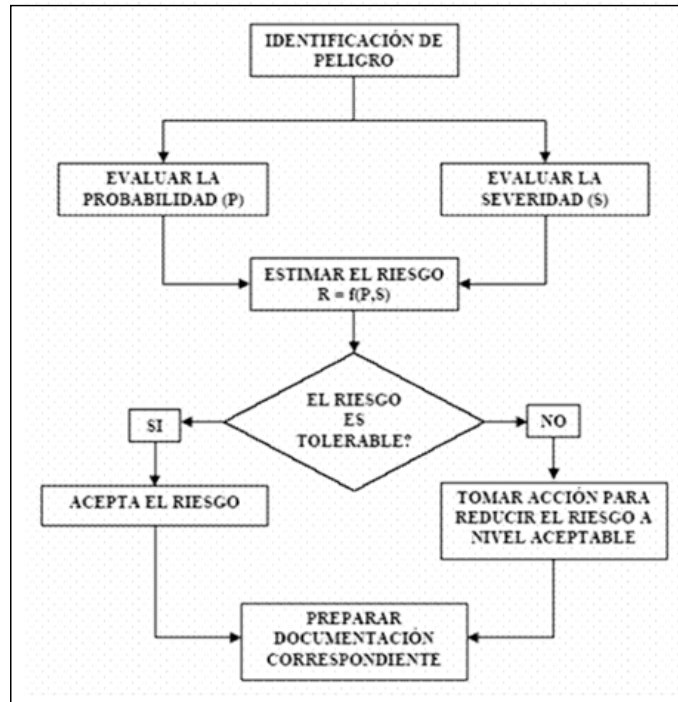 IDENTIFICACIÓN DE
PELIGRO
EVALUAR LA
PROBABILIDAD (P)
EVALUAR LA
SEVERIDAD (S)
ESTIMAR EL RIESGO
R = f(P,S)
EL RIESGO
ES
TOLERABLE?
SI
NO
ACEPTA EL RIESGO
TOMAR ACCIÓN PARA
REDUCIR EL RIESGO A
NIVEL ACEPTABLE
PREPARAR
DOCUMENTACIÓN
CORRESPONDIENTE